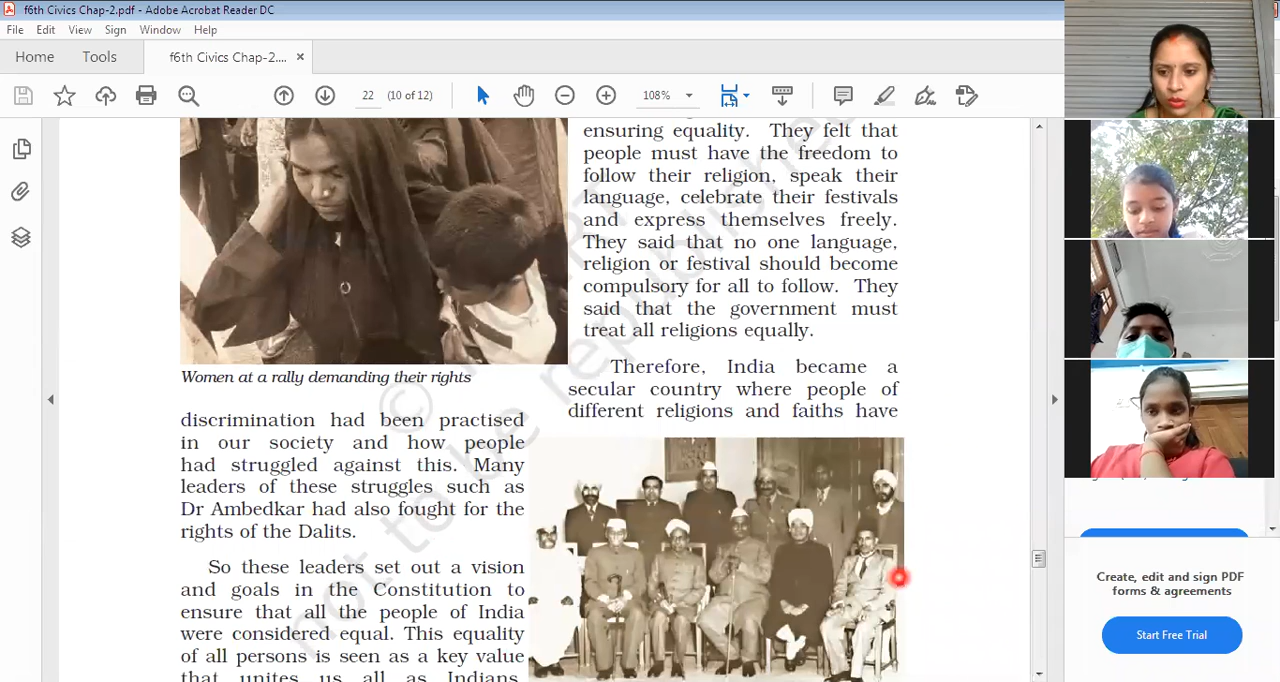 f6th Civics Chap-2.pdf - Adobe Acrobat Reader DC
File Edit View Sign Window Help
Home Tools f6th Civics Chap-2.... ×
22 (10 of 12) 108%
Women at a rally demanding their rights
discrimination had been practised
in our society and how people
had struggled against this. Many
leaders of these struggles such as
Dr Ambedkar had also fought for the
rights of the Dalits.
So these leaders set out a vision
and goals in the Constitution to
ensure that all the people of India
were considered equal. This equality
of all persons is seen as a key value
that unites us all as Indians.
ensuring equality. They felt that
people must have the freedom to
follow their religion, speak their
language, celebrate their festivals
and express themselves freely.
They said that no one language,
religion or festival should become
compulsory for all to follow. They
said that the government must
treat all religions equally.
Therefore, India became a
secular country where people of
different religions and faiths have
not to be republished
Create, edit and sign PDF
forms & agreements
Start Free Trial